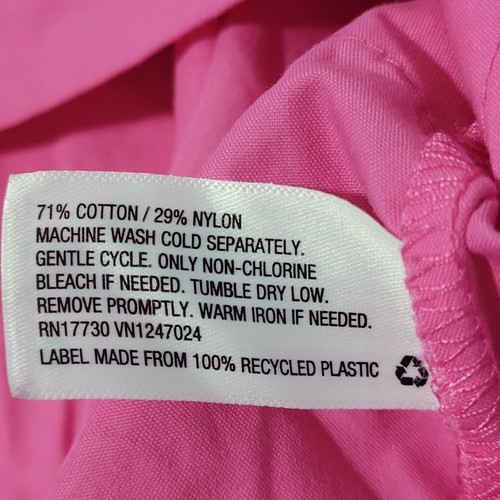 71% COTTON / 29% NYLON
MACHINE WASH COLD SEPARATELY.
GENTLE CYCLE. ONLY NON-CHLORINE
BLEACH IF NEEDED. TUMBLE DRY LOW.
REMOVE PROMPTLY. WARM IRON IF NEEDED.
RN17730 VN1247024
LABEL MADE FROM 100% RECYCLED PLASTIC